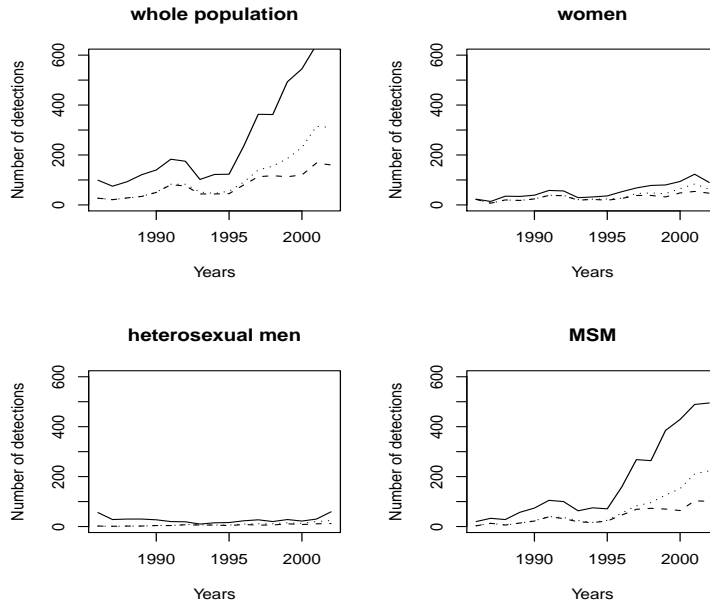 whole population
Number of detections
0 200 400 600
1990 1995 2000
Years
women
Number of detections
0 200 400 600
1990 1995 2000
Years
heterosexual men
Number of detections
0 200 400 600
1990 1995 2000
Years
MSM
Number of detections
0 200 400 600
1990 1995 2000
Years